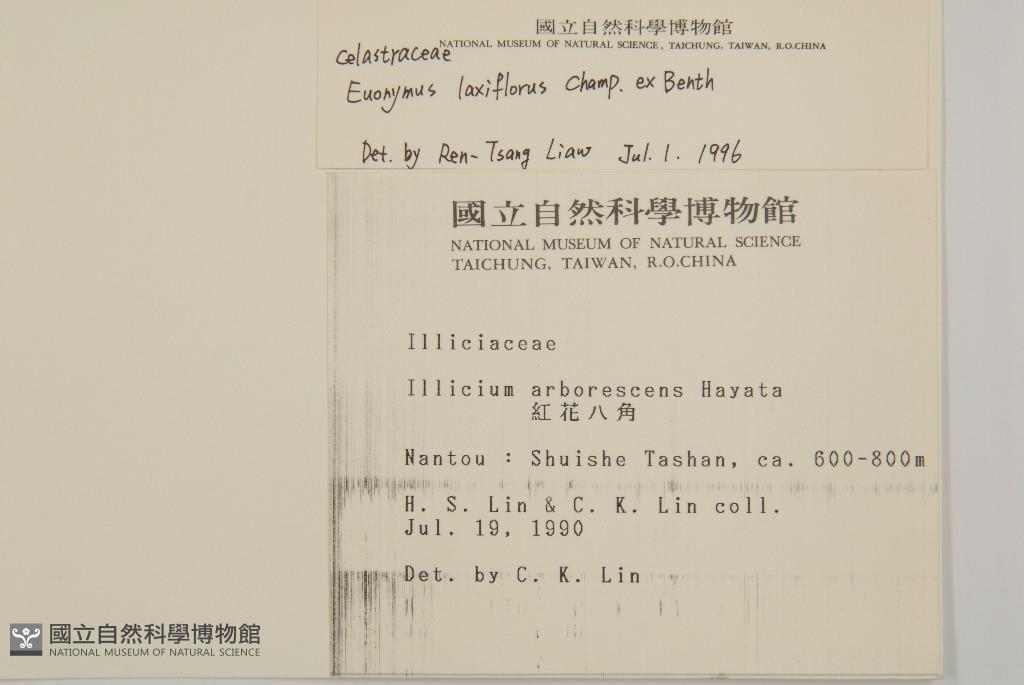 國立自然科學博物館
NATIONAL MUSEUM OF NATURAL SCIENCE, TAICHUNG, TAIWAN, R.O.CHINA
Celastraceae
Euonymus laxiflorus Champ. ex Benth
Det. by Ren-Tsang Liaw Jul. 1. 1996
國立自然科學博物館
NATIONAL MUSEUM OF NATURAL SCIENCE
TAICHUNG, TAIWAN, R.O.CHINA
Illiciaceae
Illicium arborescens Hayata
紅花八角
Nantou : Shuishe Tashan, ca. 600-800m
H. S. Lin & C. K. Lin coll.
Jul. 19, 1990
Det. by C. K. Lin
國立自然科學博物館
NATIONAL MUSEUM OF NATURAL SCIENCE